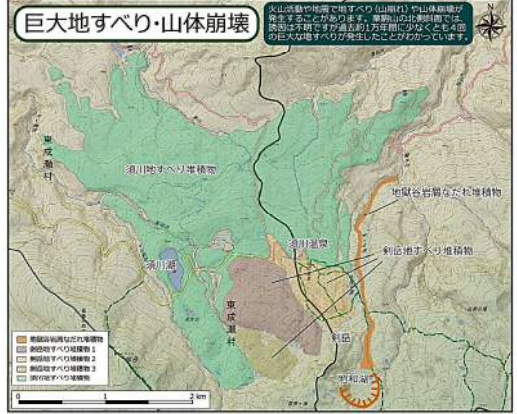 巨大地すべり・山体崩壊
火山活動や地震で地すべり（山崩れ）や山体崩壊が
発生することがあります。栗駒山の北側斜面では、
誘因は不明ですが過去約1万年間に少なくとも4回
の巨大な地すべりが発生したことがわかっています。
東成瀬村
須川地すべり堆積物
地獄谷岩屑なだれ堆積物
須川温泉
剣岳地すべり堆積物
須川湖
東成瀬村
剣岳
昭和湖
地獄谷岩屑なだれ堆積物
剣岳地すべり堆積物 1
剣岳地すべり堆積物 2
剣岳地すべり堆積物 3
須川地すべり堆積物
0 1 2 km